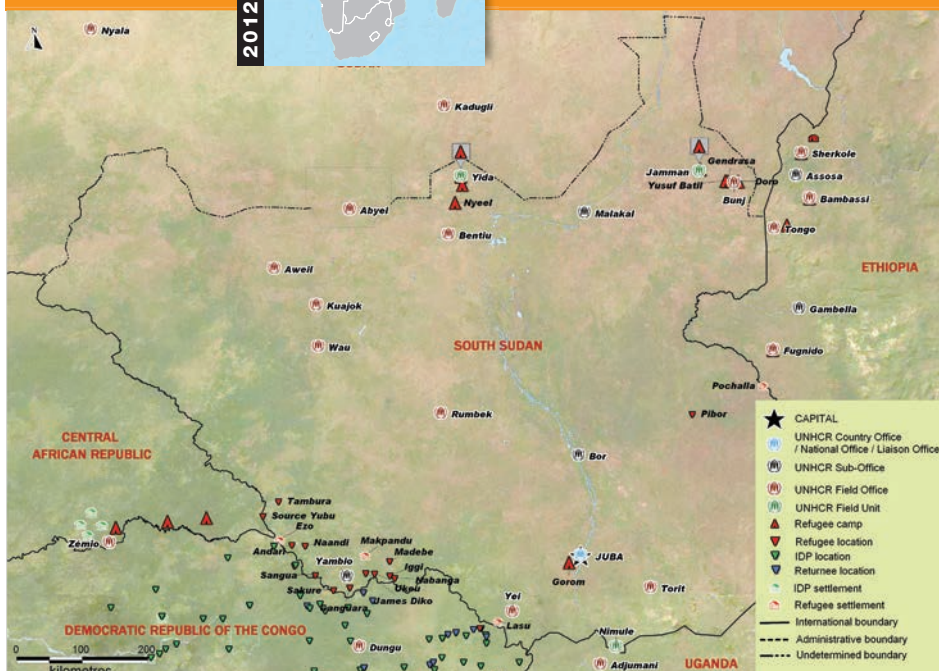 2012
N
Nyala
Kadugli
Yida
Nyeel
Abyei
Bentiu
Malakal
Jamman
Gendrasa
Yusuf Batil
Doro
Bunj
Sherkole
Assosa
Bambassi
Tongo
ETHIOPIA
Aweil
Kuajok
Wau
SOUTH SUDAN
Gambella
Fugnido
Pochalla
Pibor
Rumbek
CENTRAL
AFRICAN REPUBLIC
Bor
Tambura
Source Yubu
Ezo
Zémio
Andari
Naandi
Makpandu
Madebe
Yambio
Iggi
Sangua
Nabanga
Sakure
James Diko
JUBA
Gorom
Yei
Torit
Lasu
DEMOCRATIC REPUBLIC OF THE CONGO
Dungu
Nimule
Adjumani
UGANDA
0 100 200
kilometres
CAPITAL
UNHCR Country Office
/ National Office / Liaison Office
UNHCR Sub-Office
UNHCR Field Office
UNHCR Field Unit
Refugee camp
Refugee location
IDP location
Returnee location
IDP settlement
Refugee settlement
International boundary
Administrative boundary
Undetermined boundary